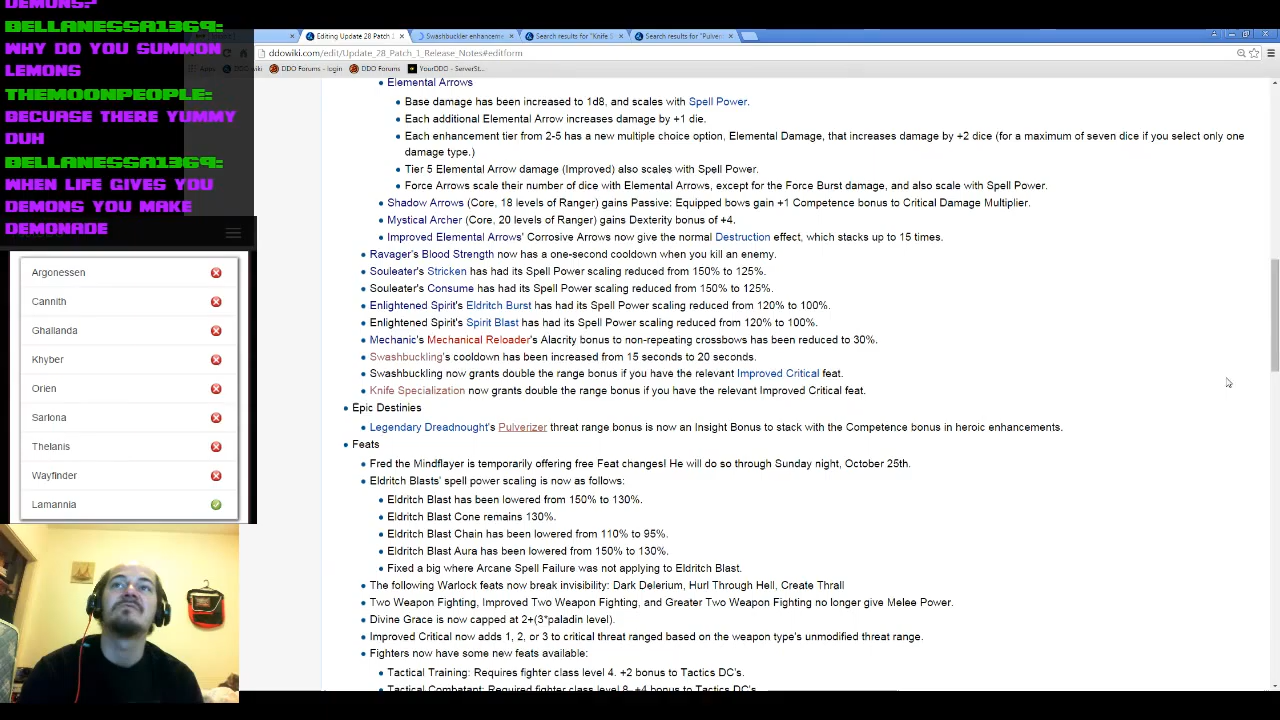 DEMONS?
BELLANESSA1369:
WHY DO YOU SUMMON
LEMONS
THEMOONPEOPLE:
BECUASE THERE YUMMY
DUH
BELLANESSA1369:
WHEN LIFE GIVES YOU
DEMONS YOU MAKE
DEMONADE
Argonessen
Cannith
Ghallanda
Khyber
Orien
Sarlona
Thelanis
Wayfinder
Lamannia
Editing Update 28 Patch
Swashbuckler enhanceme
Search results for "Knife
Search results for "Pulver
ddowiki.com/edit/Update_28_Patch_1_Release_Notes#editform
Apps
DDO wiki
DDO Forums - login
DDO Forums
YourDDO - ServerSt...
Elemental Arrows
Base damage has been increased to 1d8, and scales with Spell Power.
Each additional Elemental Arrow increases damage by +1 die.
Each enhancement tier from 2-5 has a new multiple choice option, Elemental Damage, that increases damage by +2 dice (for a maximum of seven dice if you select only one
damage type.)
Tier 5 Elemental Arrow damage (Improved) also scales with Spell Power.
Force Arrows scale their number of dice with Elemental Arrows, except for the Force Burst damage, and also scale with Spell Power.
Shadow Arrows (Core, 18 levels of Ranger) gains Passive: Equipped bows gain +1 Competence bonus to Critical Damage Multiplier.
Mystical Archer (Core, 20 levels of Ranger) gains Dexterity bonus of +4,
Improved Elemental Arrows' Corrosive Arrows now give the normal Destruction effect, which stacks up to 15 times.
Ravager's Blood Strength now has a one-second cooldown when you kill an enemy.
Souleater's Stricken has had its Spell Power scaling reduced from 150% to 125%.
Souleater's Consume has had its Spell Power scaling reduced from 150% to 125%.
Enlightened Spirit's Eldritch Burst has had its Spell Power scaling reduced from 120% to 100%.
Enlightened Spirit's Spirit Blast has had its Spell Power scaling reduced from 120% to 100%.
Mechanic's Mechanical Reloader's Alacrity bonus to non-repeating crossbows has been reduced to 30%.
Swashbuckling's cooldown has been increased from 15 seconds to 20 seconds.
Swashbuckling now grants double the range bonus if you have the relevant Improved Critical feat.
Knife Specialization now grants double the range bonus if you have the relevant Improved Critical feat.
Epic Destinies
Legendary Dreadnought's Pulverizer threat range bonus is now an Insight Bonus to stack with the Competence bonus in heroic enhancements.
Feats
Fred the Mindflayer is temporarily offering free Feat changes! He will do so through Sunday night, October 25th.
Eldritch Blasts' spell power scaling is now as follows:
Eldritch Blast has been lowered from 150% to 130%.
Eldritch Blast Cone remains 130%.
Eldritch Blast Chain has been lowered from 110% to 95%.
Eldritch Blast Aura has been lowered from 150% to 130%.
Fixed a big where Arcane Spell Failure was not applying to Eldritch Blast.
The following Warlock feats now break invisibility: Dark Delerium, Hurl Through Hell, Create Thrall
Two Weapon Fighting, Improved Two Weapon Fighting, and Greater Two Weapon Fighting no longer give Melee Power.
Divine Grace is now capped at 2+(3*paladin level).
Improved Critical now adds 1, 2, or 3 to critical threat ranged based on the weapon type's unmodified threat range.
Fighters now have some new feats available:
Tactical Training: Requires fighter class level 4. +2 bonus to Tactics DC's.
Tactical Combatant: Required fighter class level 8. +4 bonus to Tactics DC's.